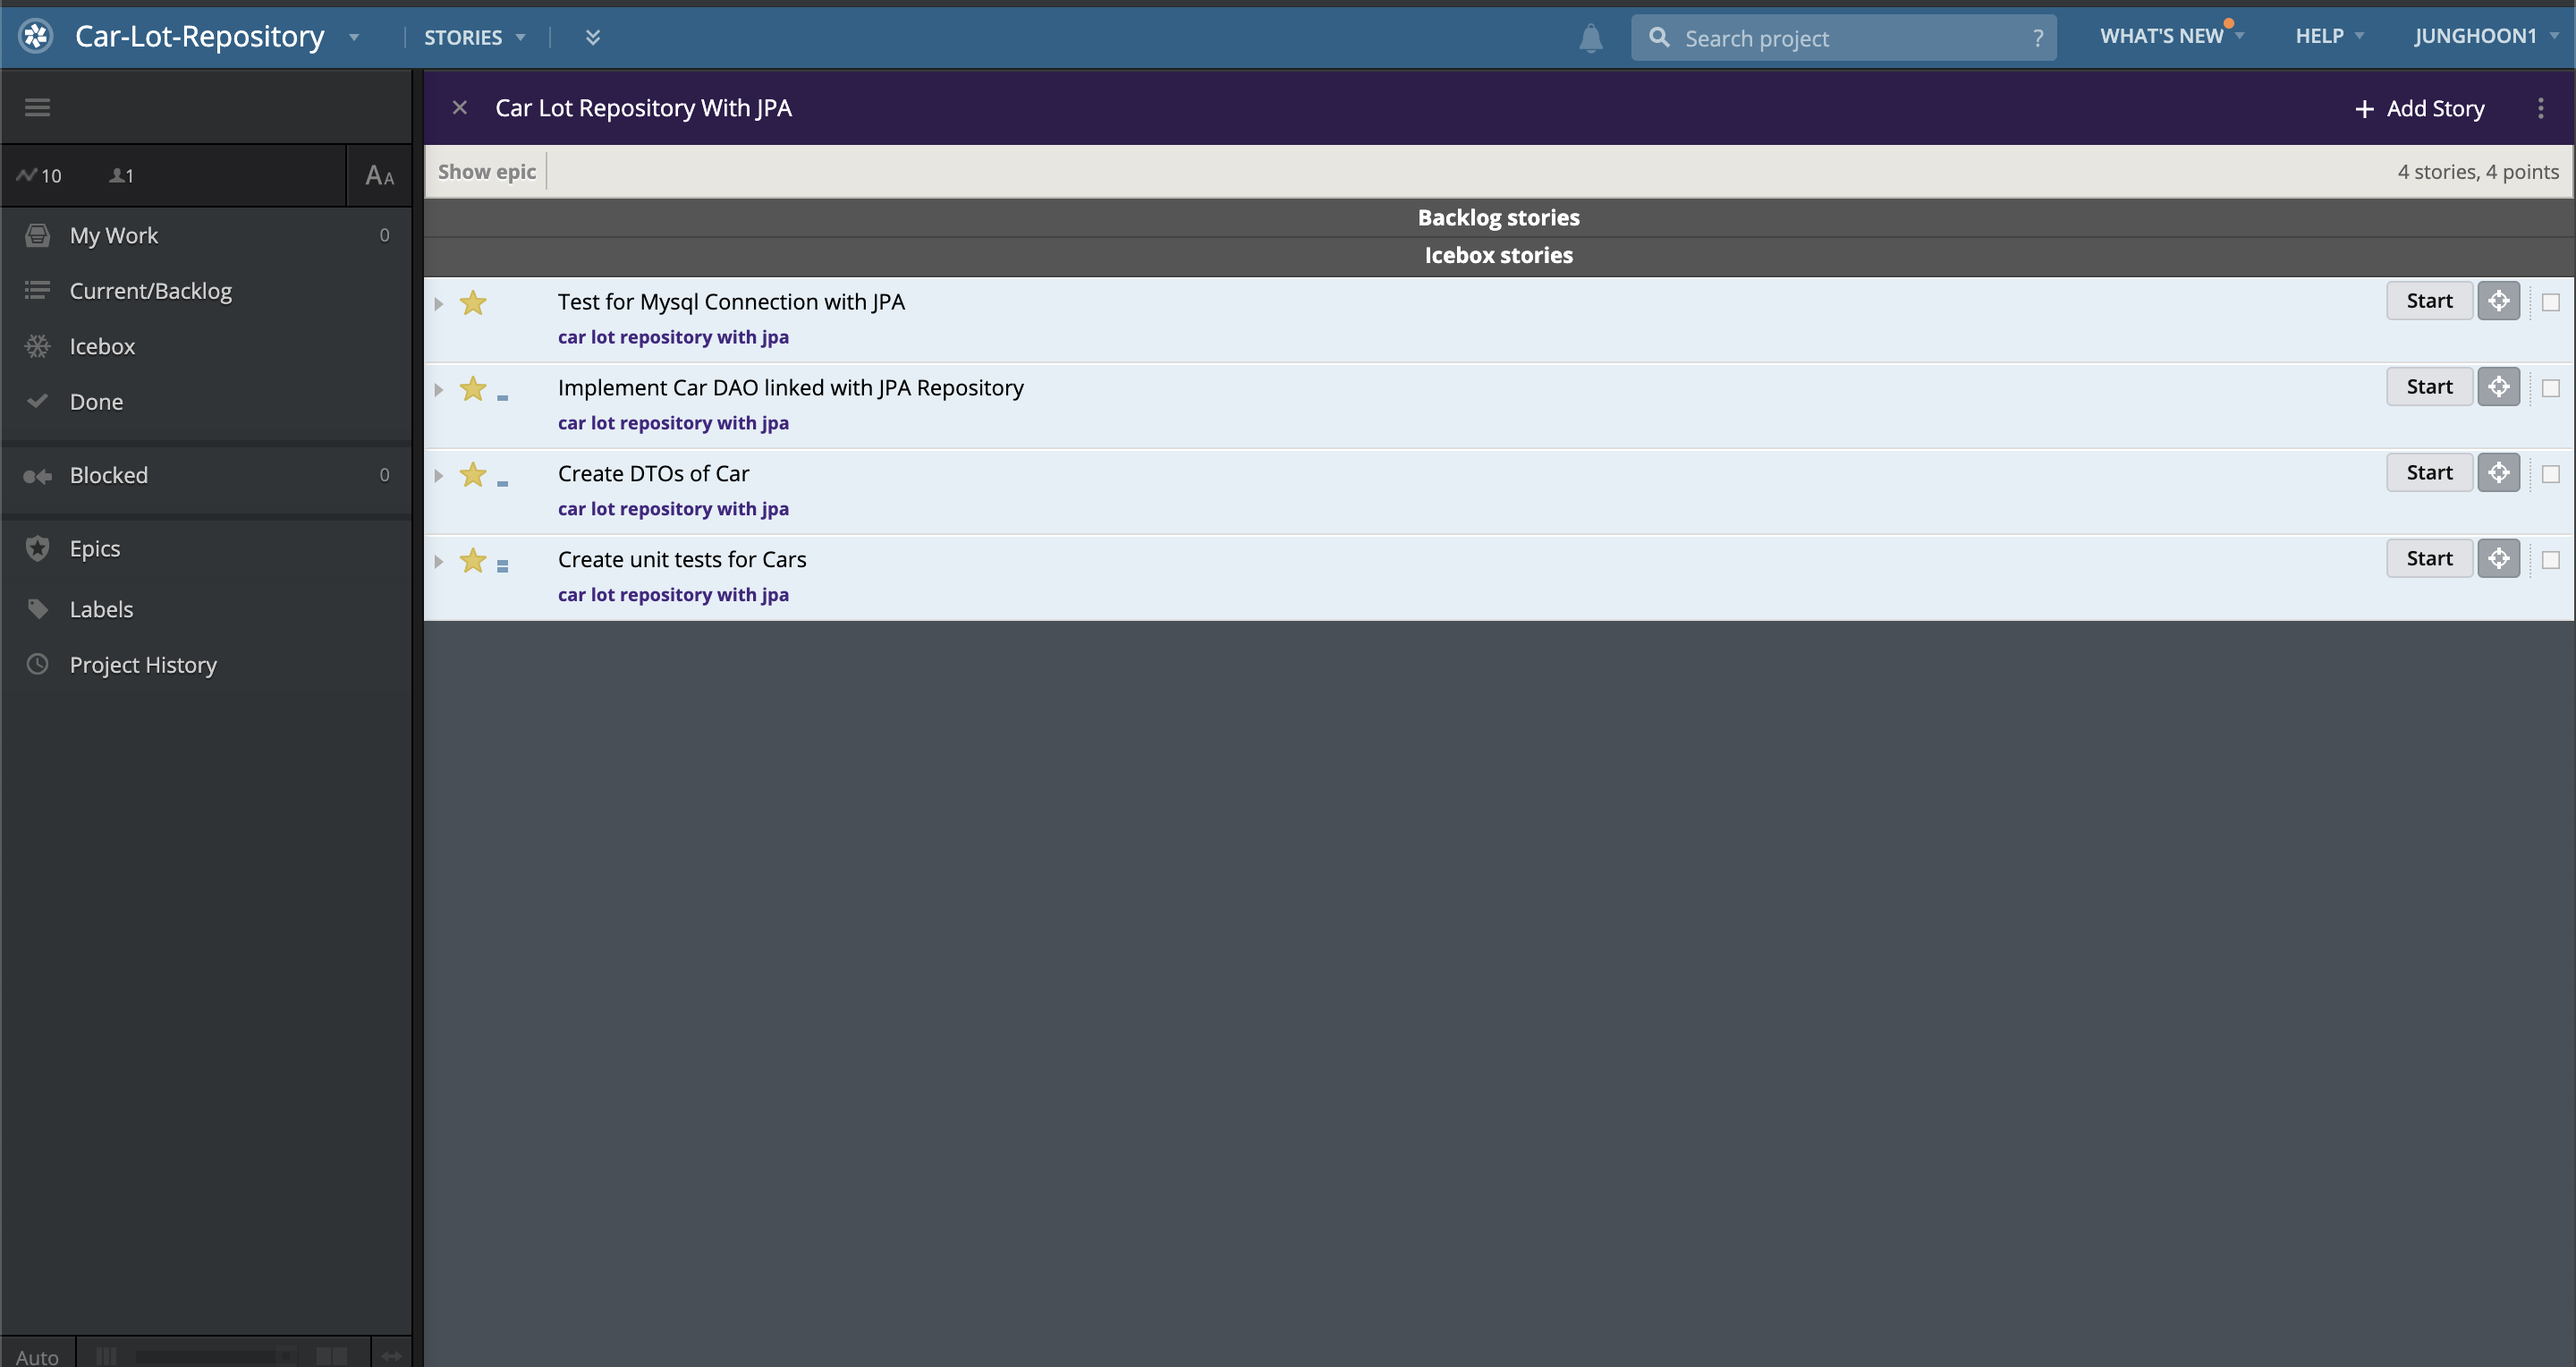 Car-Lot-Repository
STORIES
Search project
?
WHAT'S NEW
HELP
JUNGHOON1
Car Lot Repository With JPA
+ Add Story
10
1
AA
Show epic
4 stories, 4 points
My Work
0
Current/Backlog
Icebox
Done
Blocked
0
Epics
Labels
Project History
Auto
Backlog stories
Icebox stories
Test for Mysql Connection with JPA
Start
car lot repository with jpa
Implement Car DAO linked with JPA Repository
Start
car lot repository with jpa
Create DTOs of Car
Start
car lot repository with jpa
Create unit tests for Cars
Start
car lot repository with jpa